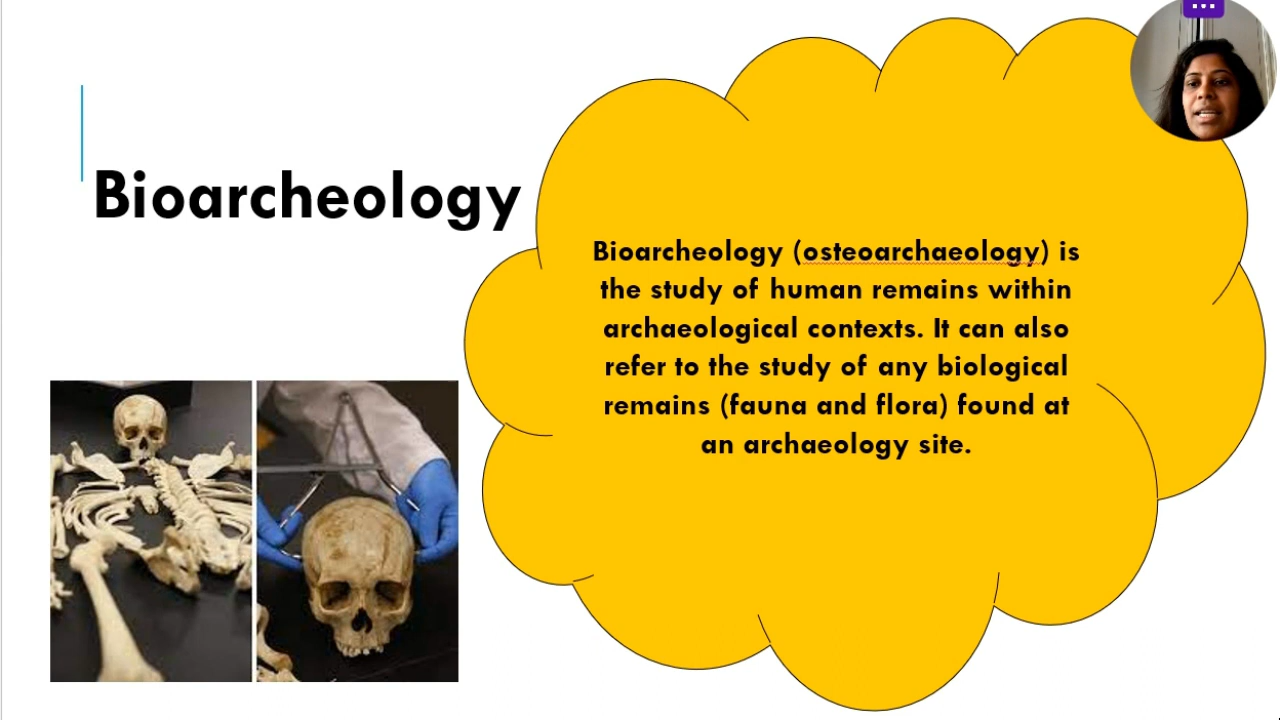 Bioarcheology
Bioarcheology (osteoarchaeology) is
the study of human remains within
archaeological contexts. It can also
refer to the study of any biological
remains (fauna and flora) found at
an archaeology site.